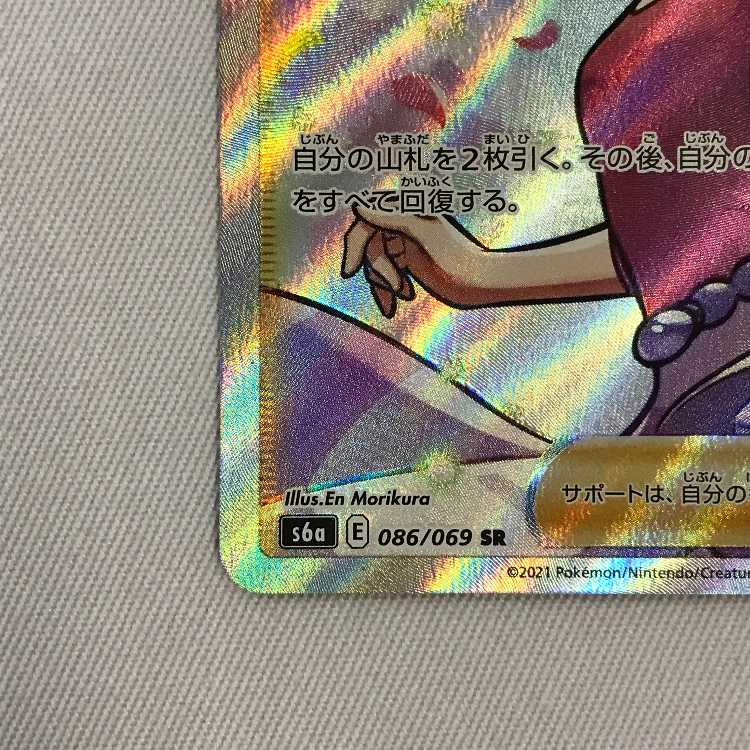 自分の山札を2枚引く。その後、自分の
をすべて回復する。
Illus.En Morikura
サポートは、自分の
s6a E 086/069 SR
©2021 Pokémon/Nintendo/Creatu